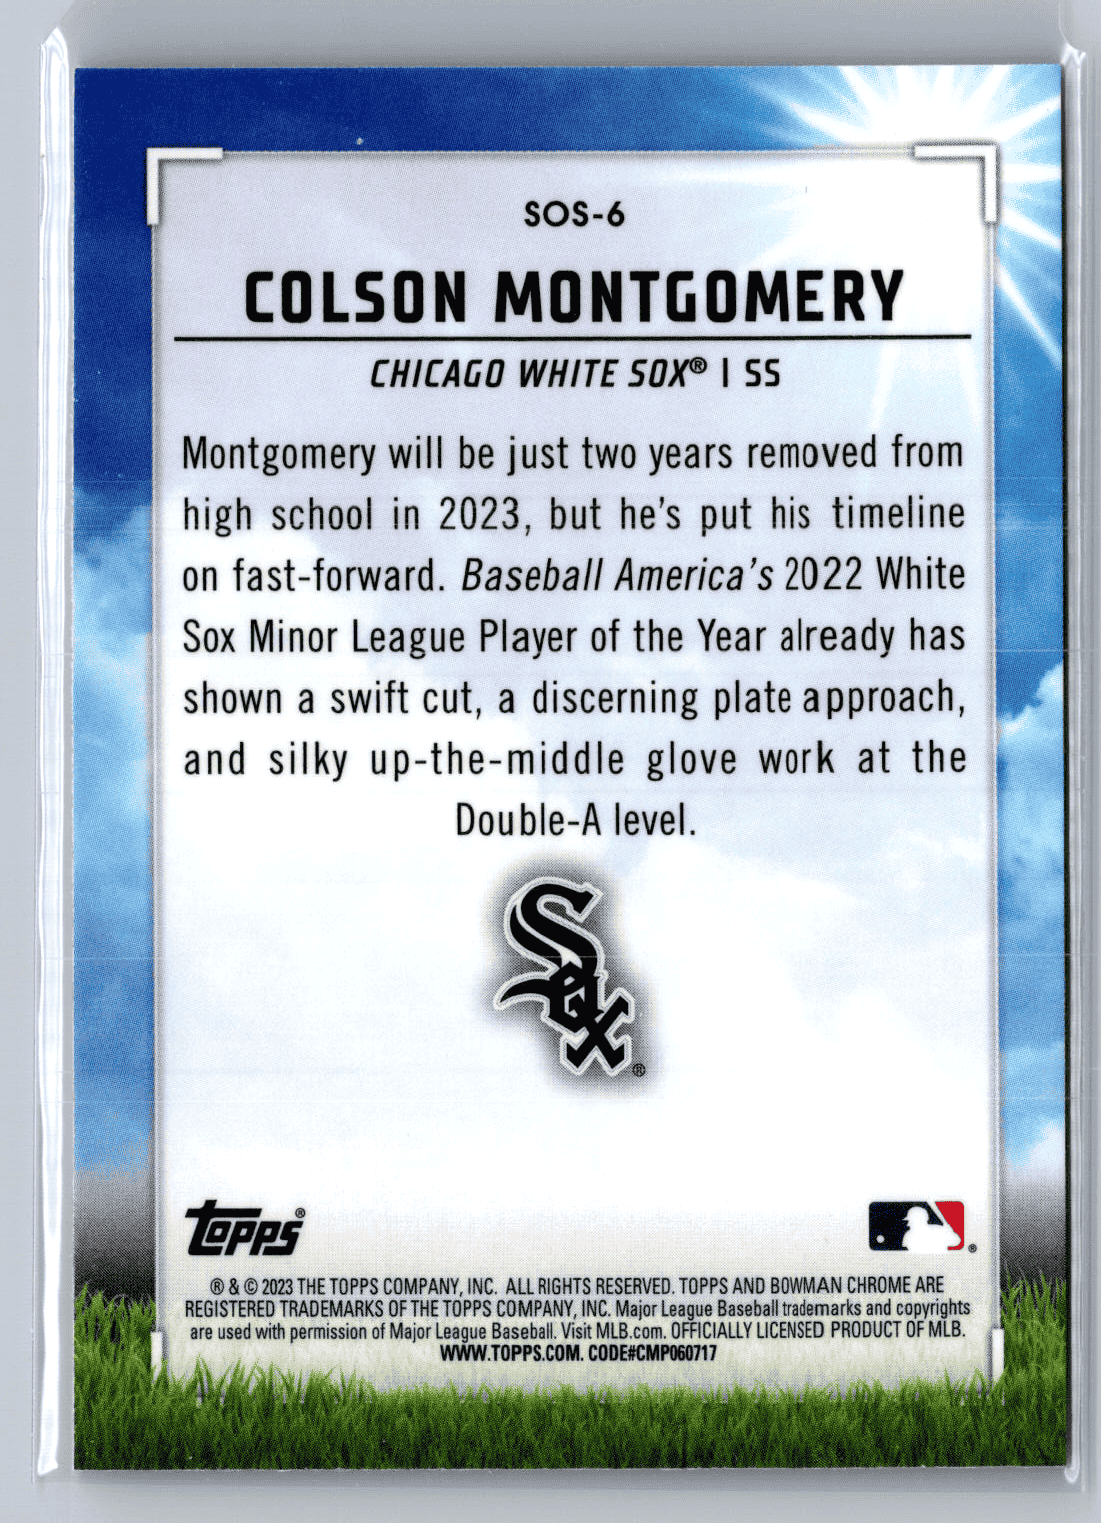 SOS-6
COLSON MONTGOMERY
CHICAGO WHITE SOX® | SS
Montgomery will be just two years removed from
high school in 2023, but he's put his timeline
on fast-forward. Baseball America's 2022 White
Sox Minor League Player of the Year already has
shown a swift cut, a discerning plate approach,
and silky up-the-middle glove work at the
Double-A level.
Sox®
topps®
®
® & © 2023 THE TOPPS COMPANY, INC. ALL RIGHTS RESERVED. TOPPS AND BOWMAN CHROME ARE
REGISTERED TRADEMARKS OF THE TOPPS COMPANY, INC. Major League Baseball trademarks and copyrights
are used with permission of Major League Baseball. Visit MLB.com. OFFICIALLY LICENSED PRODUCT OF MLB.
WWW.TOPPS.COM. CODE#CMP060717